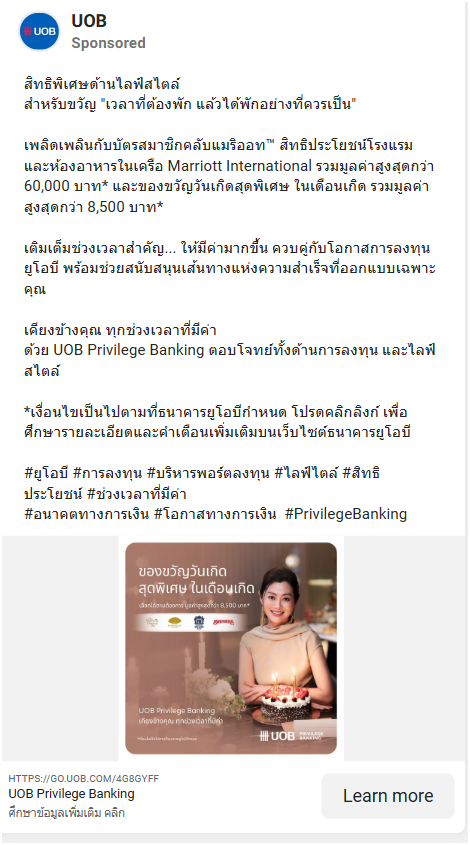 UOB
UOB
Sponsored
สิทธิพิเศษด้านไลฟ์สไตล์
สำหรับขวัญ "เวลาที่ต้องพัก แล้วได้พักอย่างที่ควรเป็น"
เพลิดเพลินกับบัตรสมาชิกคลับแมริออท™ สิทธิประโยชน์โรงแรม
และห้องอาหารในเครือ Marriott International รวมมูลค่าสูงสุดกว่า
60,000 บาท* และของขวัญวันเกิดสุดพิเศษ ในเดือนเกิด รวมมูลค่า
สูงสุดกว่า 8,500 บาท*
เติมเต็มช่วงเวลาสำคัญ... ให้มีค่ามากขึ้น ควบคู่กับโอกาสการลงทุน
ยูโอบี พร้อมช่วยสนับสนุนเส้นทางแห่งความสำเร็จที่ออกแบบเฉพาะ
คุณ
เคียงข้างคุณ ทุกช่วงเวลาที่มีค่า
ด้วย UOB Privilege Banking ตอบโจทย์ทั้งด้านการลงทุน และไลฟ์
สไตล์
*เงื่อนไขเป็นไปตามที่ธนาคารยูโอบีกำหนด โปรดคลิกลิงก์ เพื่อ
ศึกษารายละเอียดและคำเตือนเพิ่มเติมบนเว็บไซต์ธนาคารยูโอบี
#ยูโอบี #การลงทุน #บริหารพอร์ตลงทุน #ไลฟ์ไตล์ #สิทธิ
ประโยชน์ #ช่วงเวลาที่มีค่า
#อนาคตทางการเงิน #โอกาสทางการเงิน #PrivilegeBanking
ของขวัญวันเกิด
สุดพิเศษ ในเดือนเกิด
เลือกได้ตามต้องการ มูลค่าสูงสุดกว่า 8,500 บาท*
UOB Privilege Banking
เคียงข้างคุณ ทุกช่วงเวลาที่มีค่า
UOB PRIVILEGE BANKING
HTTPS://GO.UOB.COM/4G8GYFF
UOB Privilege Banking
ศึกษาข้อมูลเพิ่มเติม คลิก
Learn more